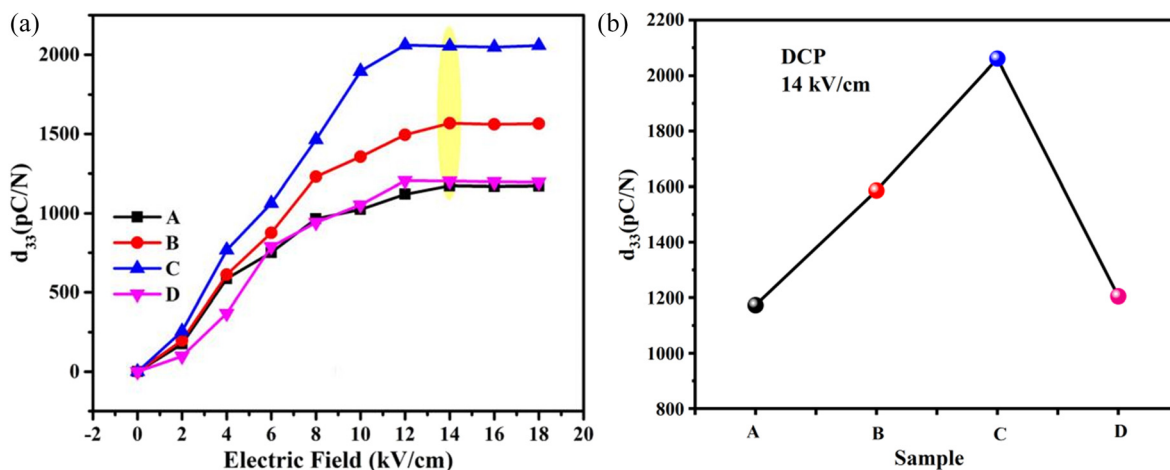 (a)
d33(pC/N)
2000
1500
1000
500
0
A
B
C
D
-2 0 2 4 6 8 10 12 14 16 18 20
Electric Field (kV/cm)
(b)
d33(pC/N)
2200
2000
1800
1600
1400
1200
1000
800
DCP
14 kV/cm
A B C D
Sample